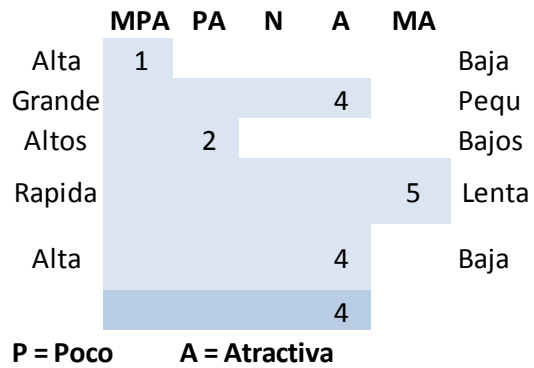 MPA PA N A MA
Alta 1 Baja
Grande 4 Pequ
Altos 2 Bajos
Rapida 5 Lenta
Alta 4 Baja
4
P = Poco A = Atractiva